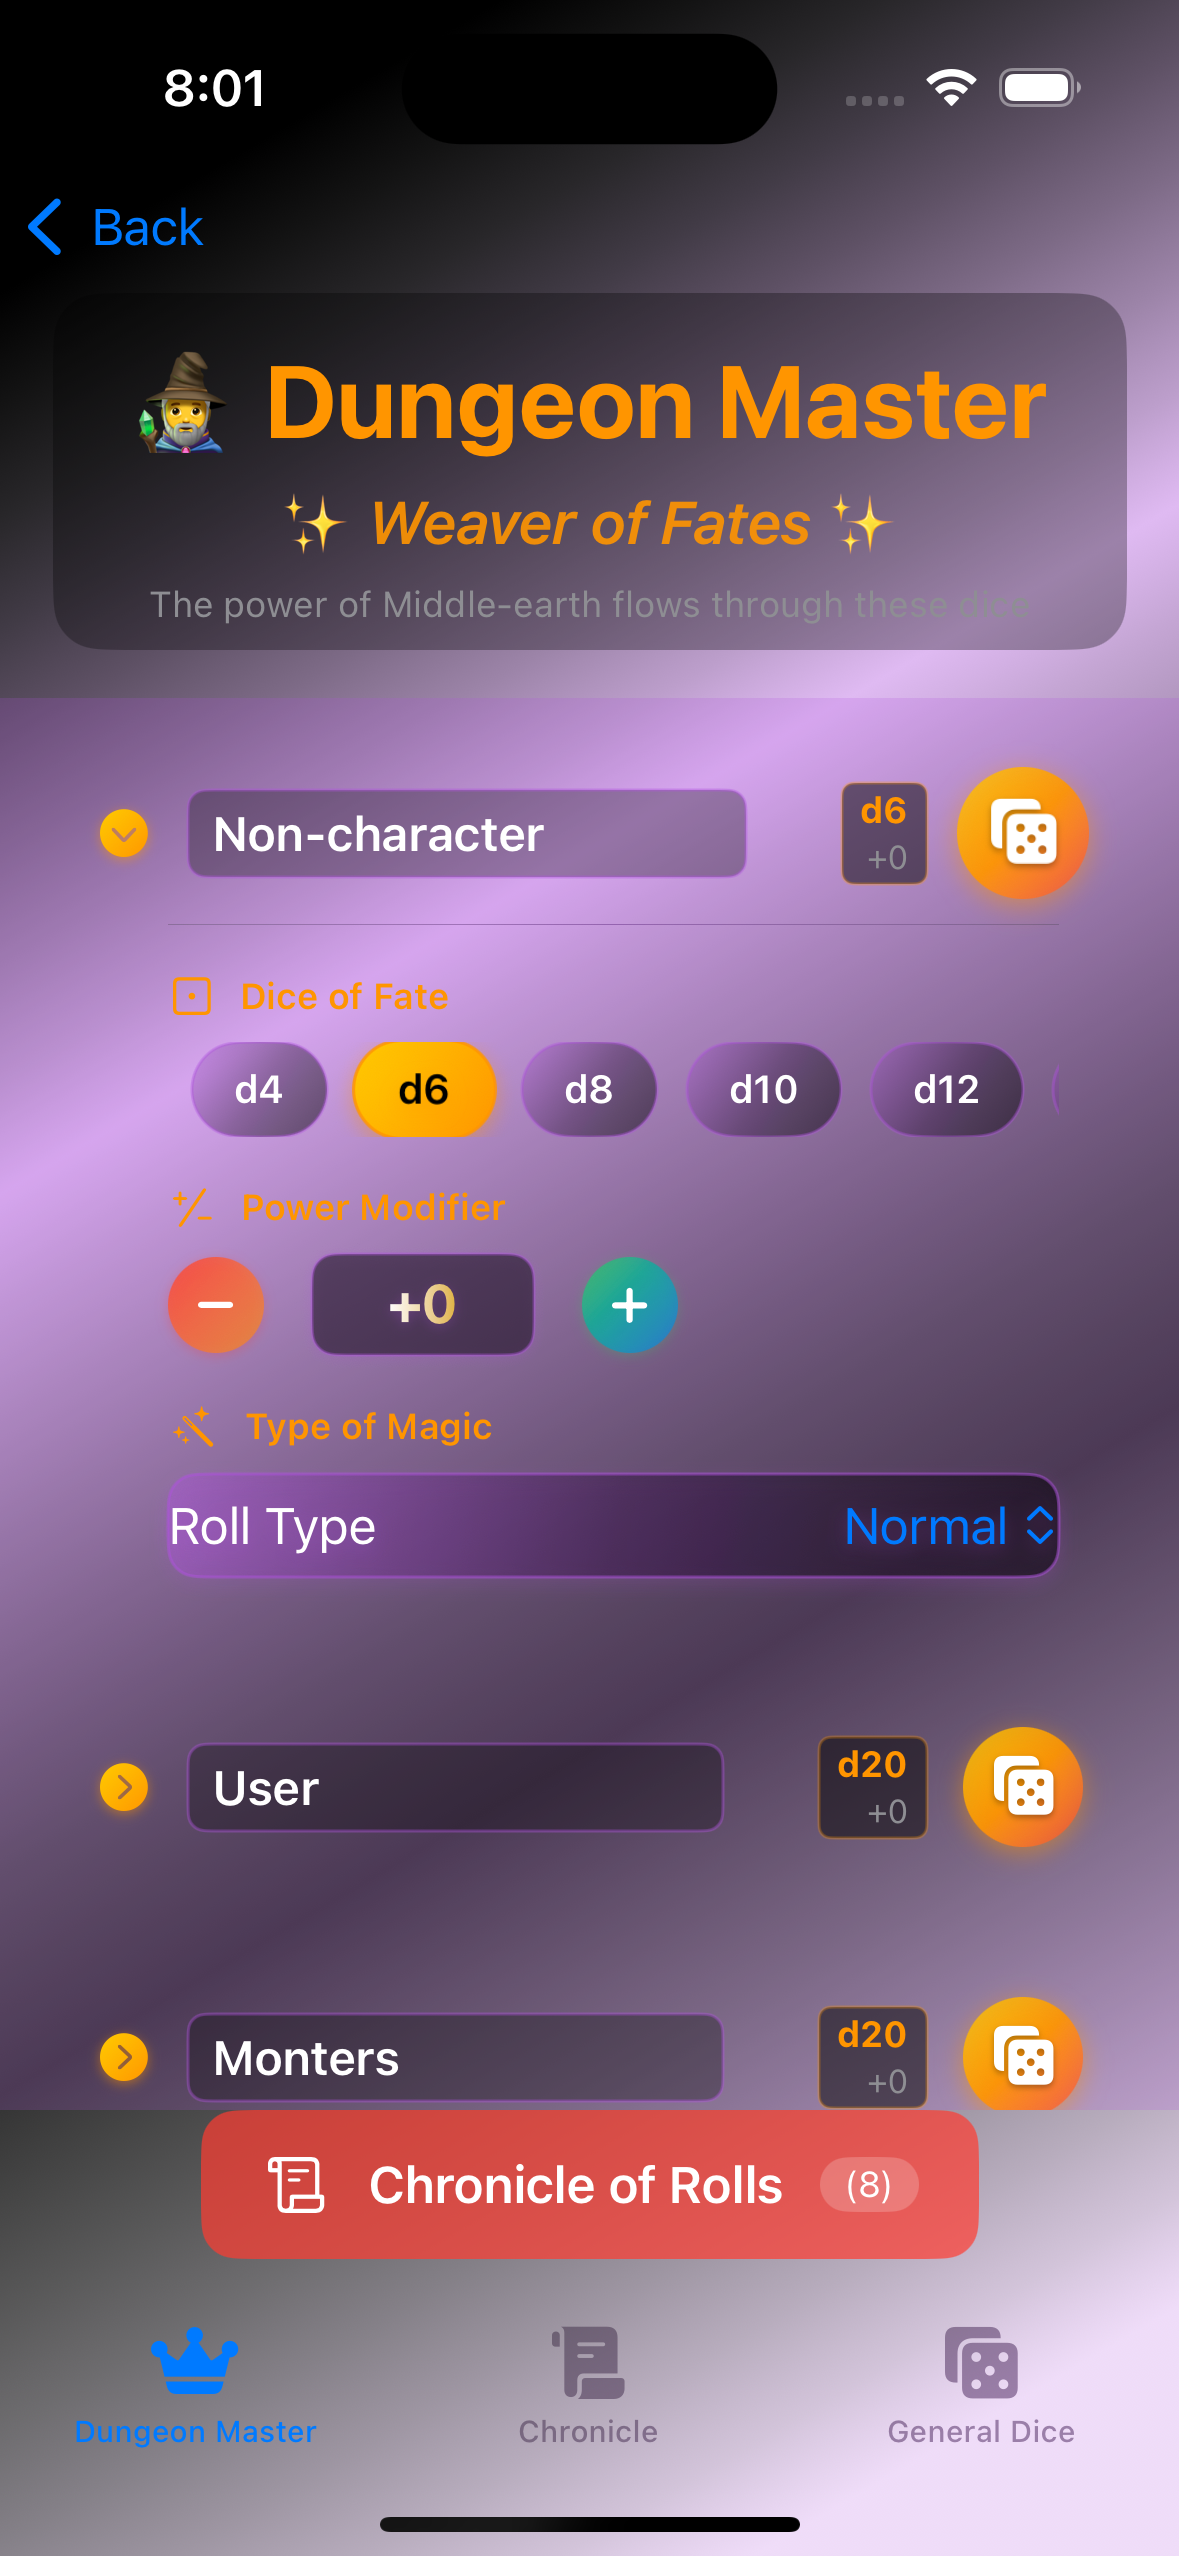 8:01
Back
Dungeon Master
Weaver of Fates
The power of Middle-earth flows through these dice
Non-character
d6
+0
Dice of Fate
d4 d6 d8 d10 d12
Power Modifier
+0
Type of Magic
Roll Type Normal
User
d20
+0
Monters
d20
+0
Chronicle of Rolls (8)
Dungeon Master Chronicle General Dice